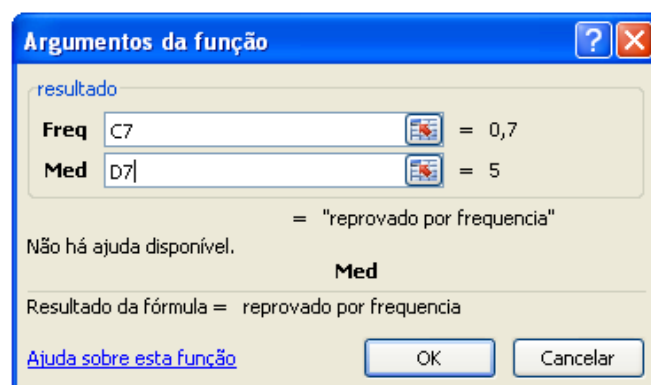 Argumentos da função
resultado
Freq C7 = 0,7
Med D7 = 5
= "reprovado por frequencia"
Não há ajuda disponível.
Med
Resultado da fórmula = reprovado por frequencia
Ajuda sobre esta função OK Cancelar